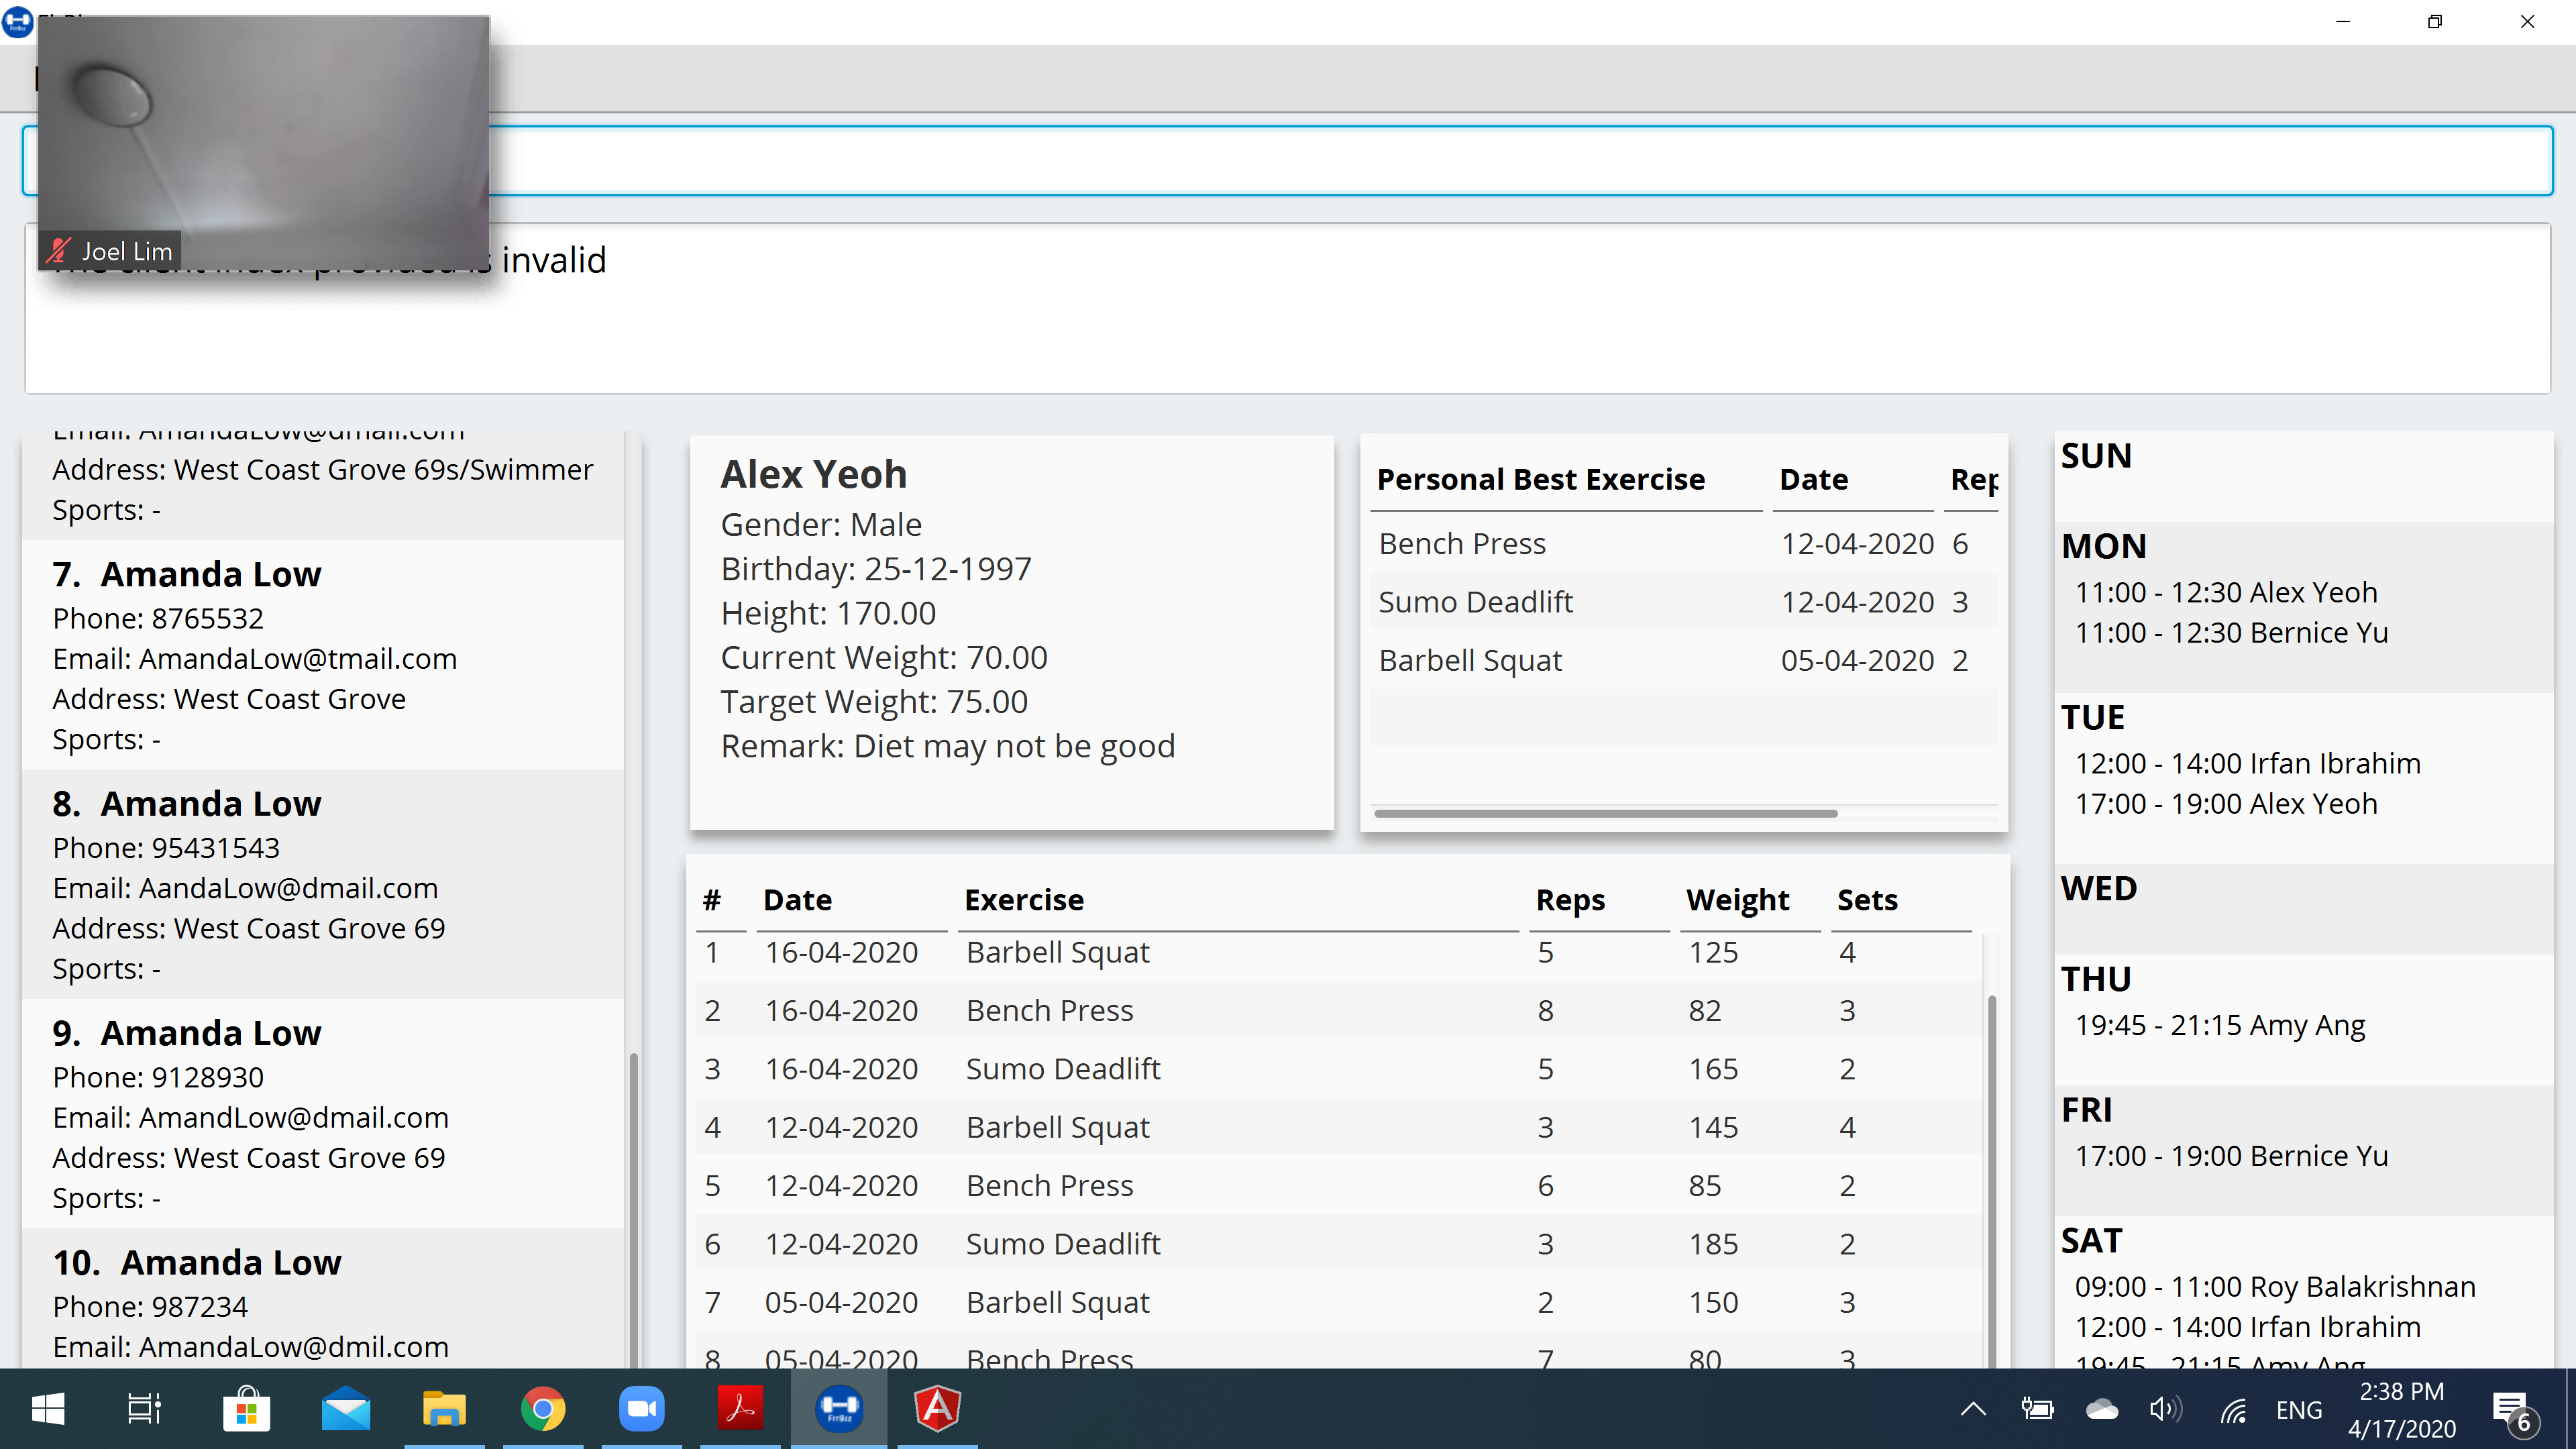 Joel Lim
invalid
Email: AmandaLow@dmail.com
Address: West Coast Grove 69s/Swimmer
Sports: -
7. Amanda Low
Phone: 8765532
Email: AmandaLow@tmail.com
Address: West Coast Grove
Sports: -
8. Amanda Low
Phone: 95431543
Email: AandaLow@dmail.com
Address: West Coast Grove 69
Sports: -
9. Amanda Low
Phone: 9128930
Email: AmandLow@dmail.com
Address: West Coast Grove 69
Sports: -
10. Amanda Low
Phone: 987234
Email: AmandaLow@dmil.com
Alex Yeoh
Gender: Male
Birthday: 25-12-1997
Height: 170.00
Current Weight: 70.00
Target Weight: 75.00
Remark: Diet may not be good
Personal Best Exercise Date Rep
Bench Press 12-04-2020 6
Sumo Deadlift 12-04-2020 3
Barbell Squat 05-04-2020 2
# Date Exercise Reps Weight Sets
1 16-04-2020 Barbell Squat 5 125 4
2 16-04-2020 Bench Press 8 82 3
3 16-04-2020 Sumo Deadlift 5 165 2
4 12-04-2020 Barbell Squat 3 145 4
5 12-04-2020 Bench Press 6 85 2
6 12-04-2020 Sumo Deadlift 3 185 2
7 05-04-2020 Barbell Squat 2 150 3
8 05-04-2020 Bench Press 7 80 3
SUN
MON
11:00 - 12:30 Alex Yeoh
11:00 - 12:30 Bernice Yu
TUE
12:00 - 14:00 Irfan Ibrahim
17:00 - 19:00 Alex Yeoh
WED
THU
19:45 - 21:15 Amy Ang
FRI
17:00 - 19:00 Bernice Yu
SAT
09:00 - 11:00 Roy Balakrishnan
12:00 - 14:00 Irfan Ibrahim
19:45 - 21:15 Amy Ang
FitBiz
ENG
2:38 PM
4/17/2020
6